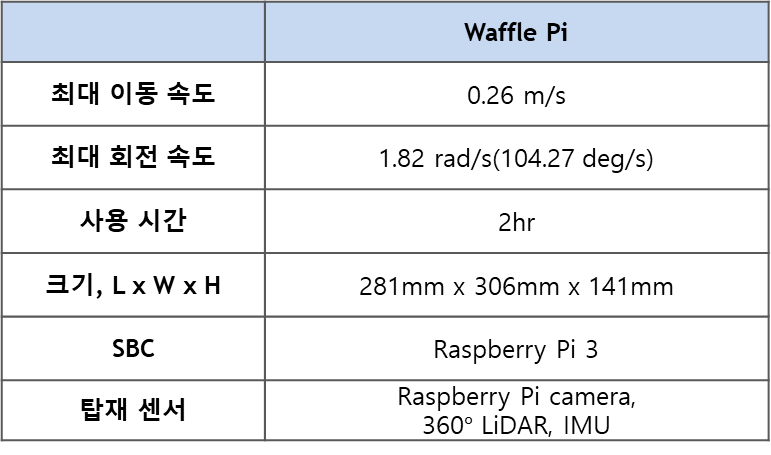 Waffle Pi
최대 이동 속도
0.26 m/s
최대 회전 속도
1.82 rad/s(104.27 deg/s)
사용 시간
2hr
크기, L x W x H
281mm x 306mm x 141mm
SBC
Raspberry Pi 3
탑재 센서
Raspberry Pi camera,
360° LiDAR, IMU